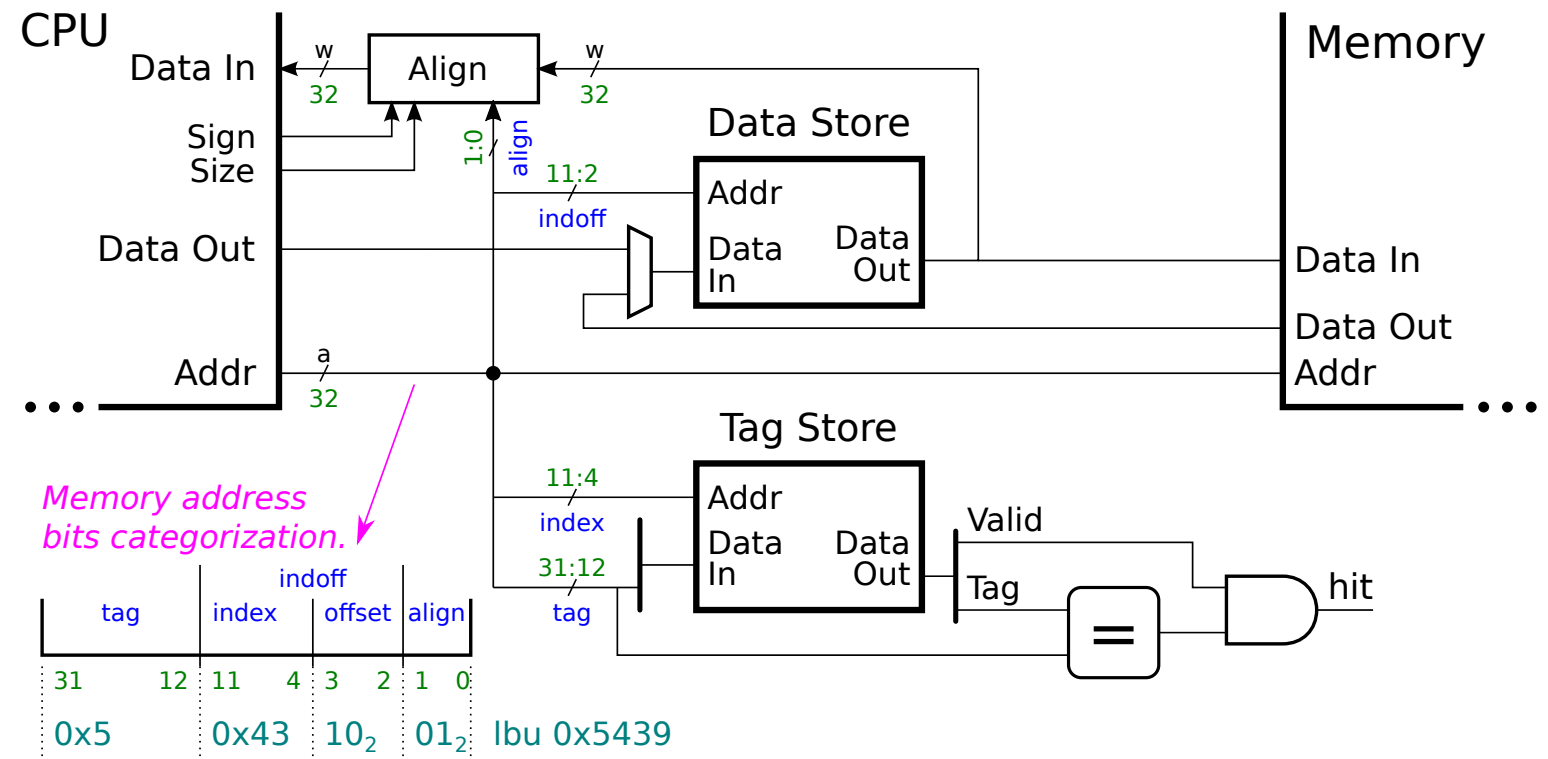 CPU
Memory
Data In
w
32
Align
w
32
Sign
Size
1:0
align
Data Store
11:2
indoff
Addr
Data
In
Data
Out
Data Out
Data In
Data Out
Addr
Addr
a
32
• • •
• • •
Tag Store
11:4
index
31:12
tag
Addr
Data
In
Data
Out
Valid
Tag
=
hit
Memory address
bits categorization.
indoff
tag index offset align
31 12 11 4 3 2 1 0
0x5 0x43 10₂ 01₂ lbu 0x5439